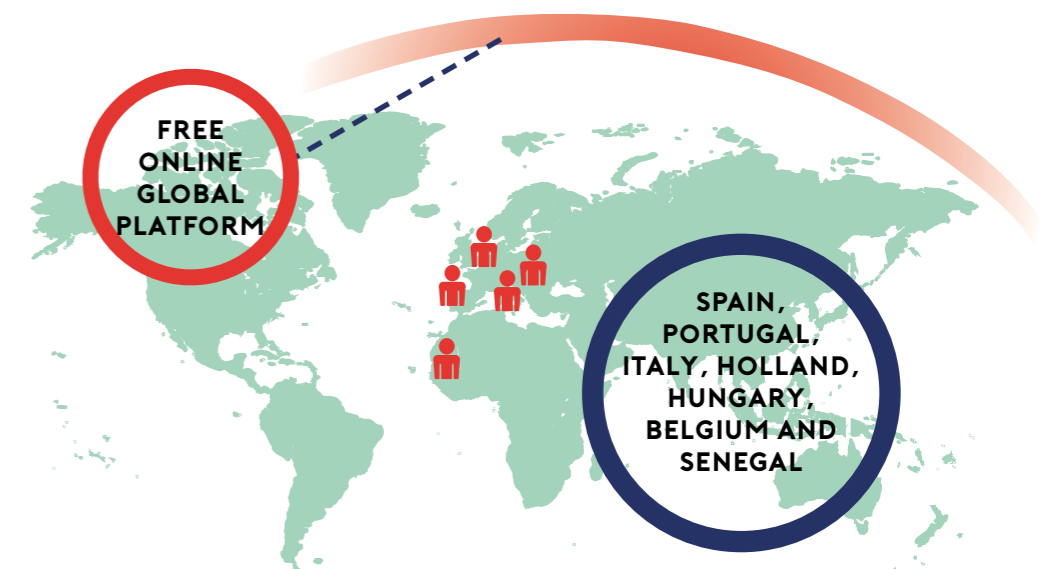 FREE
ONLINE
GLOBAL
PLATFORM
SPAIN,
PORTUGAL,
ITALY, HOLLAND,
HUNGARY,
BELGIUM AND
SENEGAL